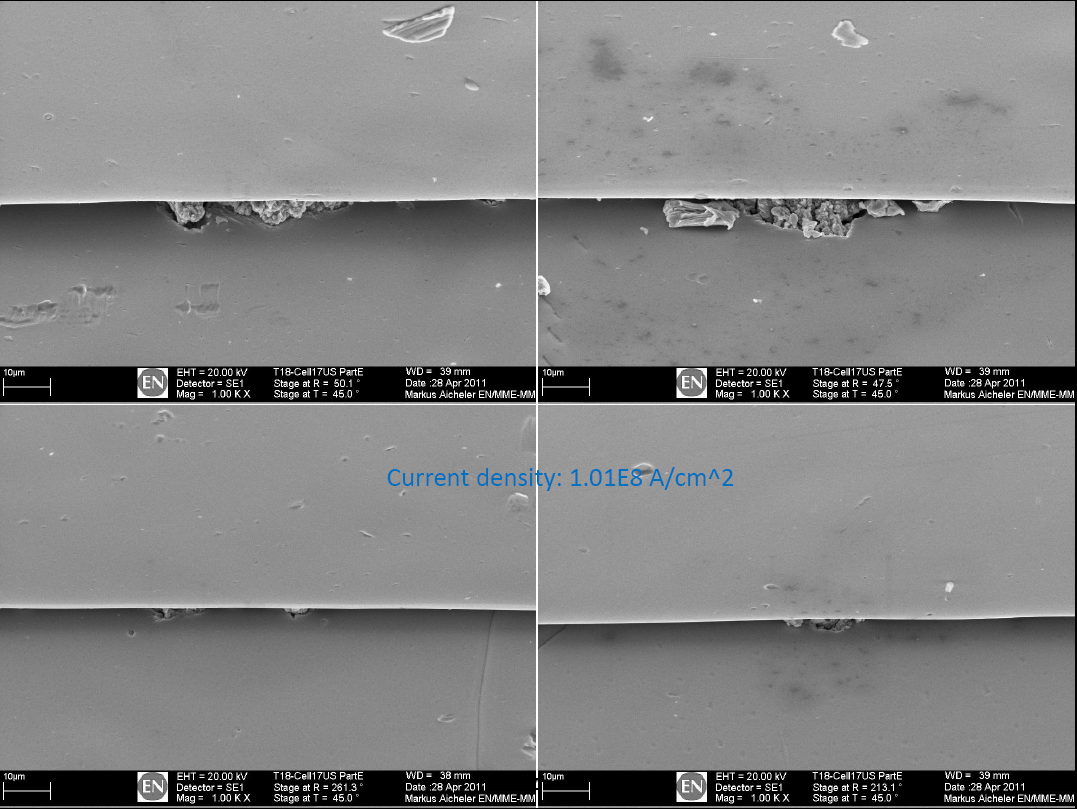 10µm
EN
EHT = 20.00 kV
Detector = SE1
Mag = 1.00 K X
T18-Cell17US PartE
Stage at R = 50.1 °
Stage at T = 45.0 °
WD = 39 mm
Date :28 Apr 2011
Markus Aicheler EN/MME-MM
10µm
EN
EHT = 20.00 kV
Detector = SE1
Mag = 1.00 K X
T18-Cell17US PartE
Stage at R = 47.5 °
Stage at T = 45.0 °
WD = 39 mm
Date :28 Apr 2011
Markus Aicheler EN/MME-MM
Current density: 1.01E8 A/cm^2
10µm
EN
EHT = 20.00 kV
Detector = SE1
Mag = 1.00 K X
T18-Cell17US PartE
Stage at R = 261.3 °
Stage at T = 45.0 °
WD = 38 mm
Date :28 Apr 2011
Markus Aicheler EN/MME-MM
10µm
EN
EHT = 20.00 kV
Detector = SE1
Mag = 1.00 K X
T18-Cell17US PartE
Stage at R = 213.1 °
Stage at T = 45.0 °
WD = 39 mm
Date :28 Apr 2011
Markus Aicheler EN/MME-MM